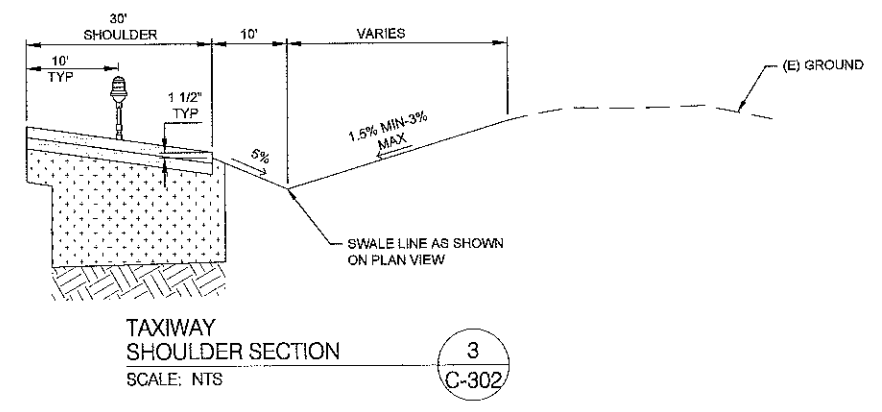 30'
SHOULDER
10'
VARIES
10'
TYP
1 1/2"
TYP
5%
1.5% MIN-3%
MAX
(E) GROUND
SWALE LINE AS SHOWN
ON PLAN VIEW
TAXIWAY
SHOULDER SECTION
SCALE: NTS
3
C-302